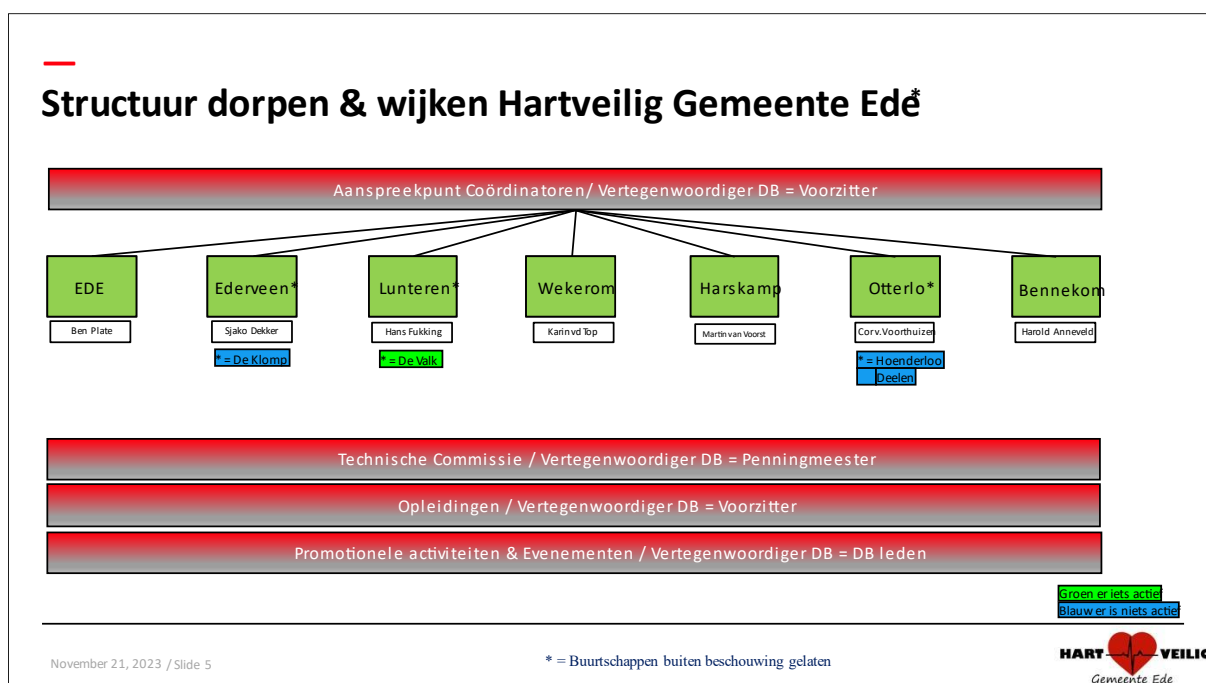 Structuur dorpen & wijken Hartveilig Gemeente Ede*
Aanspreekpunt Coördinatoren/ Vertegenwoordiger DB = Voorzitter
EDE
Ederveen*
Lunteren*
Wekerom
Harskamp
Otterlo*
Bennekom
Ben Plate
Sjako Dekker
Hans Fukking
Karin vd Top
Martin van Voorst
Cor v.Voorthuizen
Harold Anneveld
* = De Klomp
* = De Valk
* = Hoenderloo
Deelen
Technische Commissie / Vertegenwoordiger DB = Penningmeester
Opleidingen / Vertegenwoordiger DB = Voorzitter
Promotionele activiteiten & Evenementen / Vertegenwoordiger DB = DB leden
Groen er iets actief
Blauw er is niets actief
November 21, 2023 / Slide 5
* = Buurtschappen buiten beschouwing gelaten
HART VEILIG
Gemeente Ede